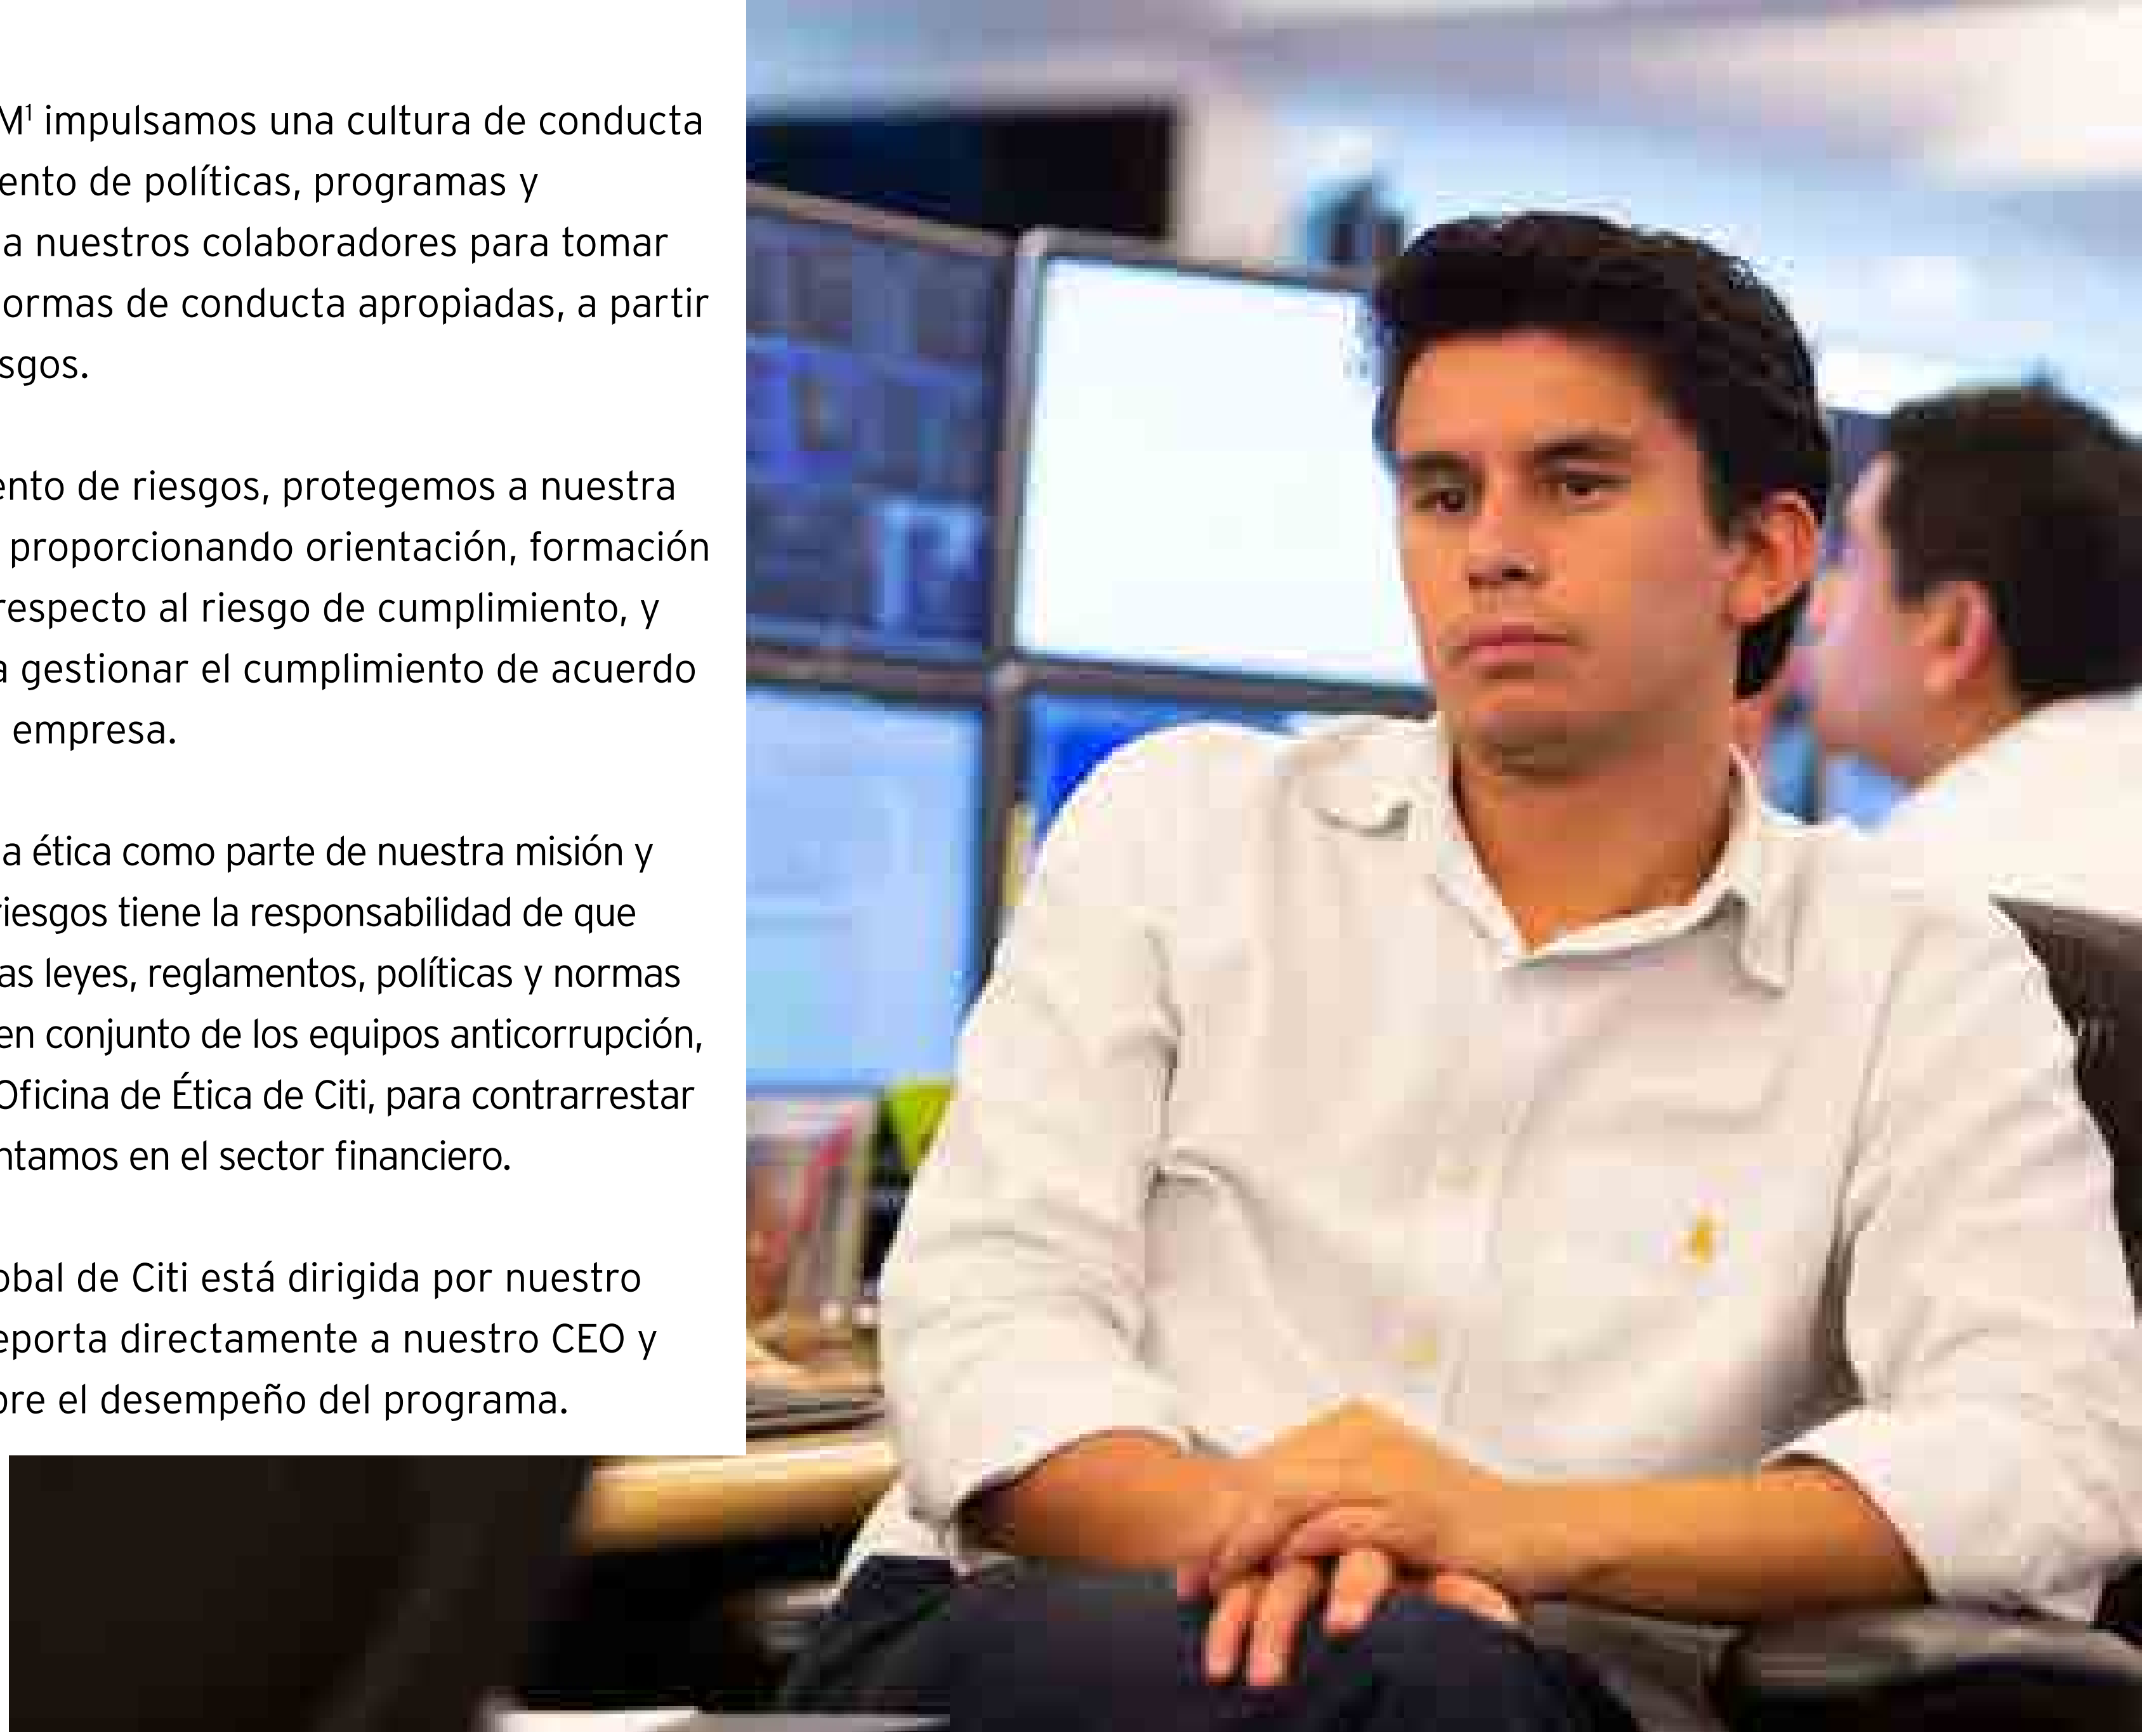 M¹ impulsamos una cultura de conducta
ento de políticas, programas y
a nuestros colaboradores para tomar
ormas de conducta apropiadas, a partir
sgos.
ento de riesgos, protegemos a nuestra
proporcionando orientación, formación
respecto al riesgo de cumplimiento, y
a gestionar el cumplimiento de acuerdo
empresa.
a ética como parte de nuestra misión y
riesgos tiene la responsabilidad de que
as leyes, reglamentos, políticas y normas
en conjunto de los equipos anticorrupción,
Oficina de Ética de Citi, para contrarrestar
ntamos en el sector financiero.
obal de Citi está dirigida por nuestro
eporta directamente a nuestro CEO y
bre el desempeño del programa.